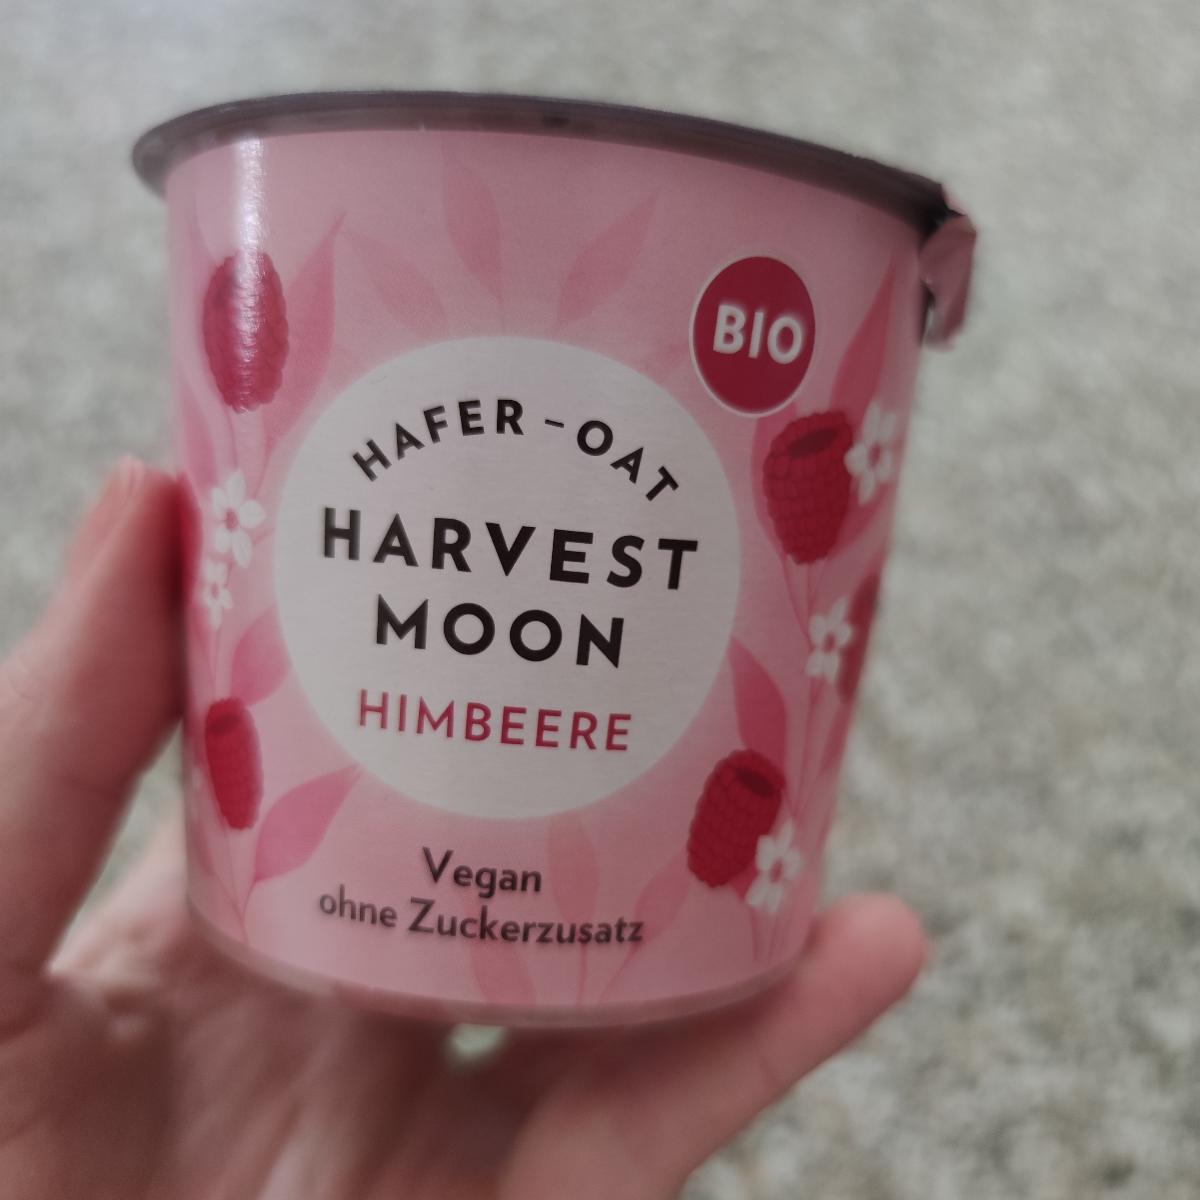 BIO
HAFER-OAT
HARVEST
MOON
HIMBEERE
Vegan
ohne Zuckerzusatz